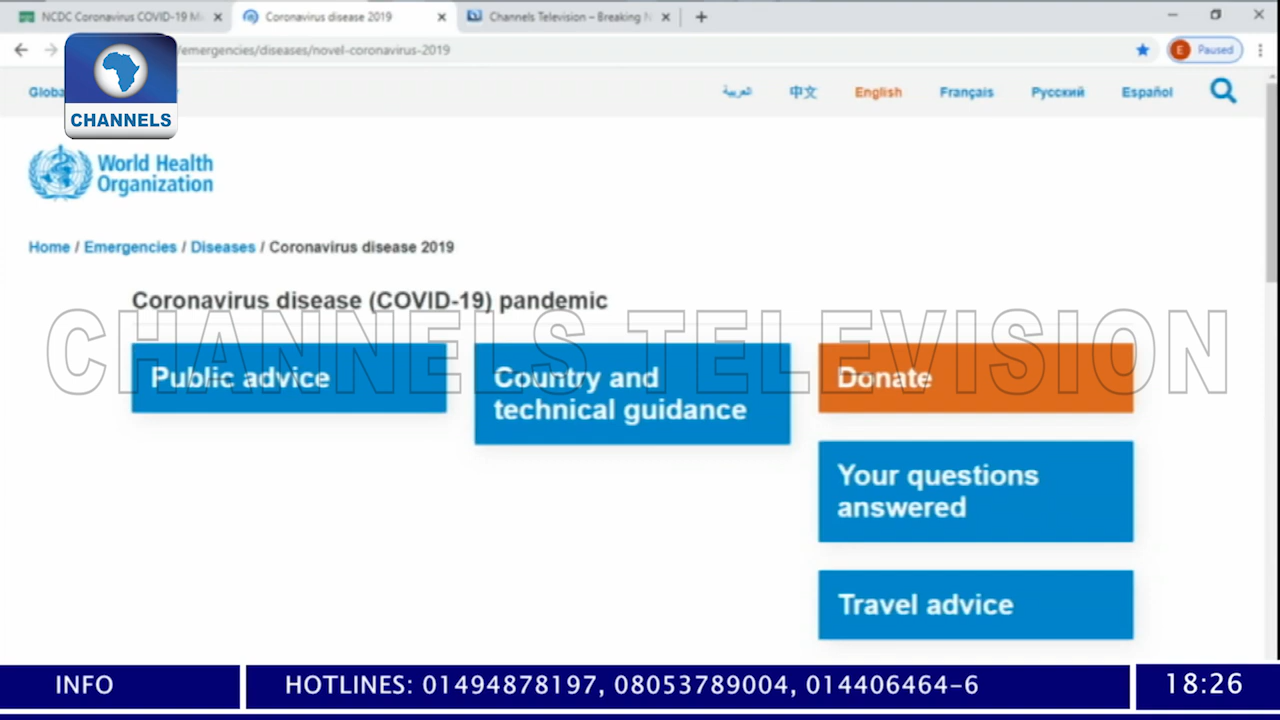 NCDC Coronavirus COVID-19 Mi
Coronavirus disease 2019
Channels Television – Breaking N
/emergencies/diseases/novel-coronavirus-2019
E
Paused
CHANNELS
العربية
中文
English
Français
Русский
Español
World Health
Organization
Home / Emergencies / Diseases / Coronavirus disease 2019
Coronavirus disease (COVID-19) pandemic
CHANNELS TELEVISION
Public advice
Country and
technical guidance
Donate
Your questions
answered
Travel advice
INFO
HOTLINES: 01494878197, 08053789004, 014406464-6
18:26